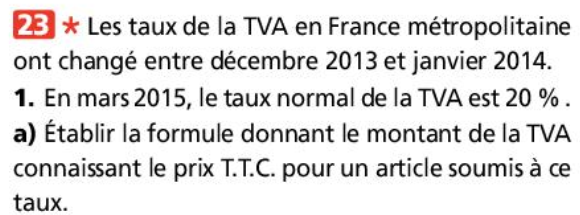 23 * Les taux de la TVA en France métropolitaine
ont changé entre décembre 2013 et janvier 2014.
1. En mars 2015, le taux normal de la TVA est 20 % .
a) Établir la formule donnant le montant de la TVA
connaissant le prix T.T.C. pour un article soumis à ce
taux.